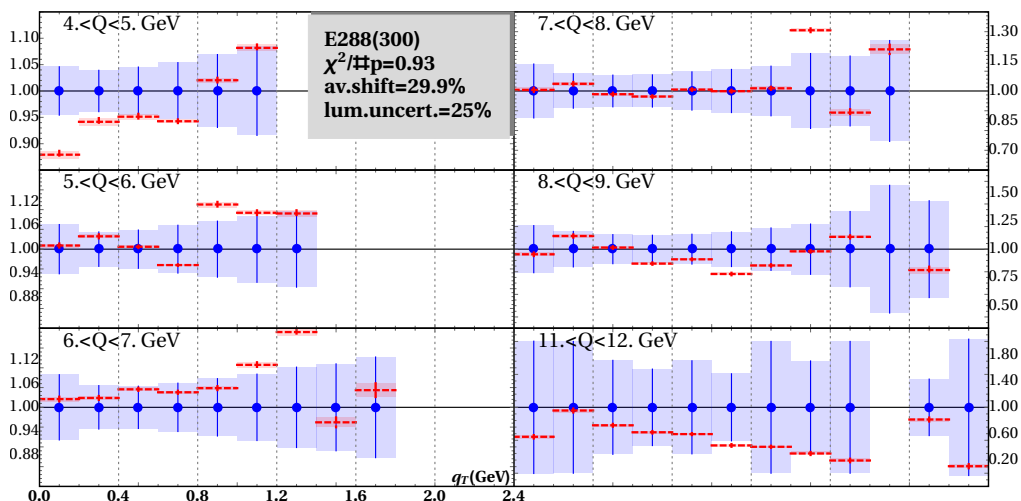 4.<Q<5. GeV
1.10
1.05
1.00
0.95
0.90
E288(300)
χ²/#p=0.93
av.shift=29.9%
lum.uncert.=25%
7.<Q<8. GeV
1.30
1.15
1.00
0.85
0.70
5.<Q<6. GeV
1.12
1.06
1.00
0.94
0.88
8.<Q<9. GeV
1.50
1.25
1.00
0.75
0.50
6.<Q<7. GeV
1.12
1.06
1.00
0.94
0.88
11.<Q<12. GeV
1.80
1.40
1.00
0.60
0.20
0.0 0.4 0.8 1.2 1.6 2.0 2.4
q_T(GeV)